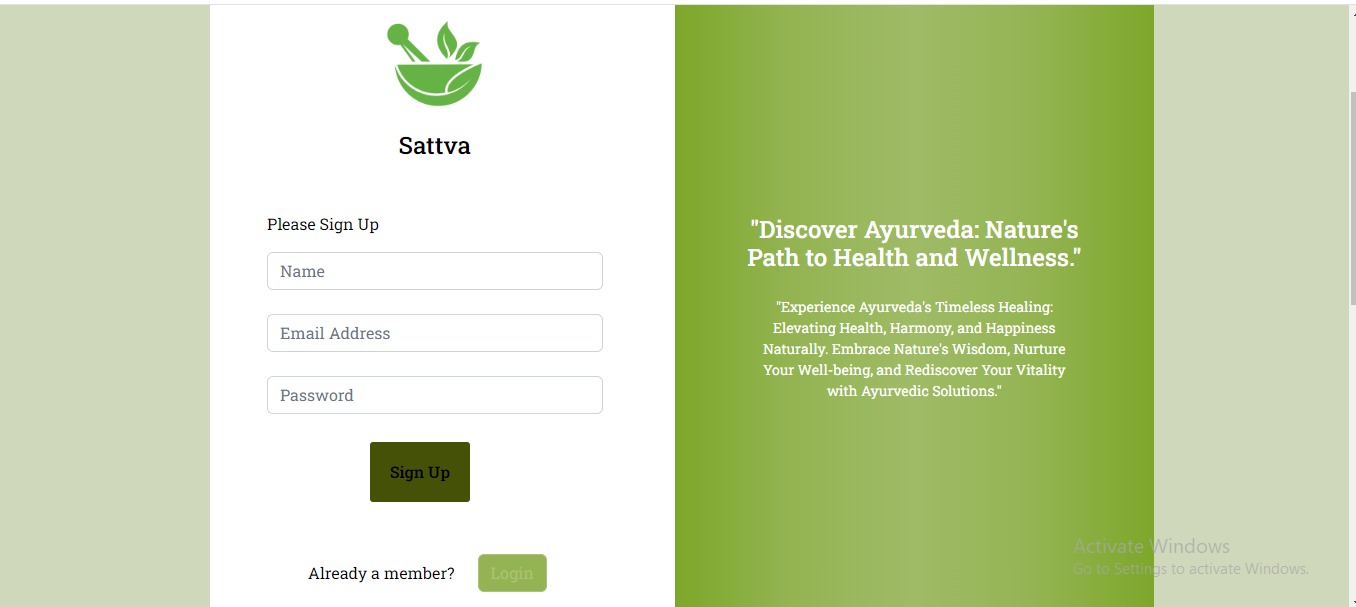 Sattva
Please Sign Up
Name
Email Address
Password
Sign Up
Already a member?
Login
"Discover Ayurveda: Nature's
Path to Health and Wellness."
"Experience Ayurveda's Timeless Healing:
Elevating Health, Harmony, and Happiness
Naturally. Embrace Nature's Wisdom, Nurture
Your Well-being, and Rediscover Your Vitality
with Ayurvedic Solutions."
Activate Windows
Go to Settings to activate Windows.